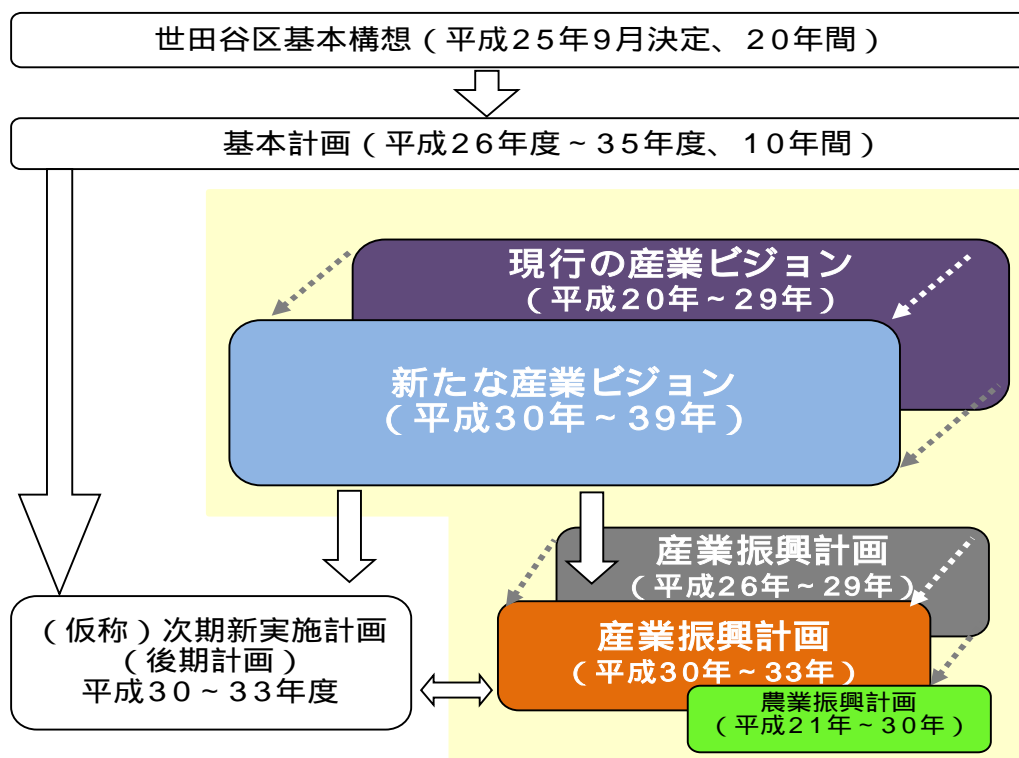 世田谷区基本構想（平成25年9月決定、20年間）
基本計画（平成26年度～35年度、10年間）
現行の産業ビジョン
（平成20年～29年）
新たな産業ビジョン
（平成30年～39年）
産業振興計画
（平成26年～29年）
（仮称）次期新実施計画
（後期計画）
平成30～33年度
産業振興計画
（平成30年～33年）
農業振興計画
（平成21年～30年）